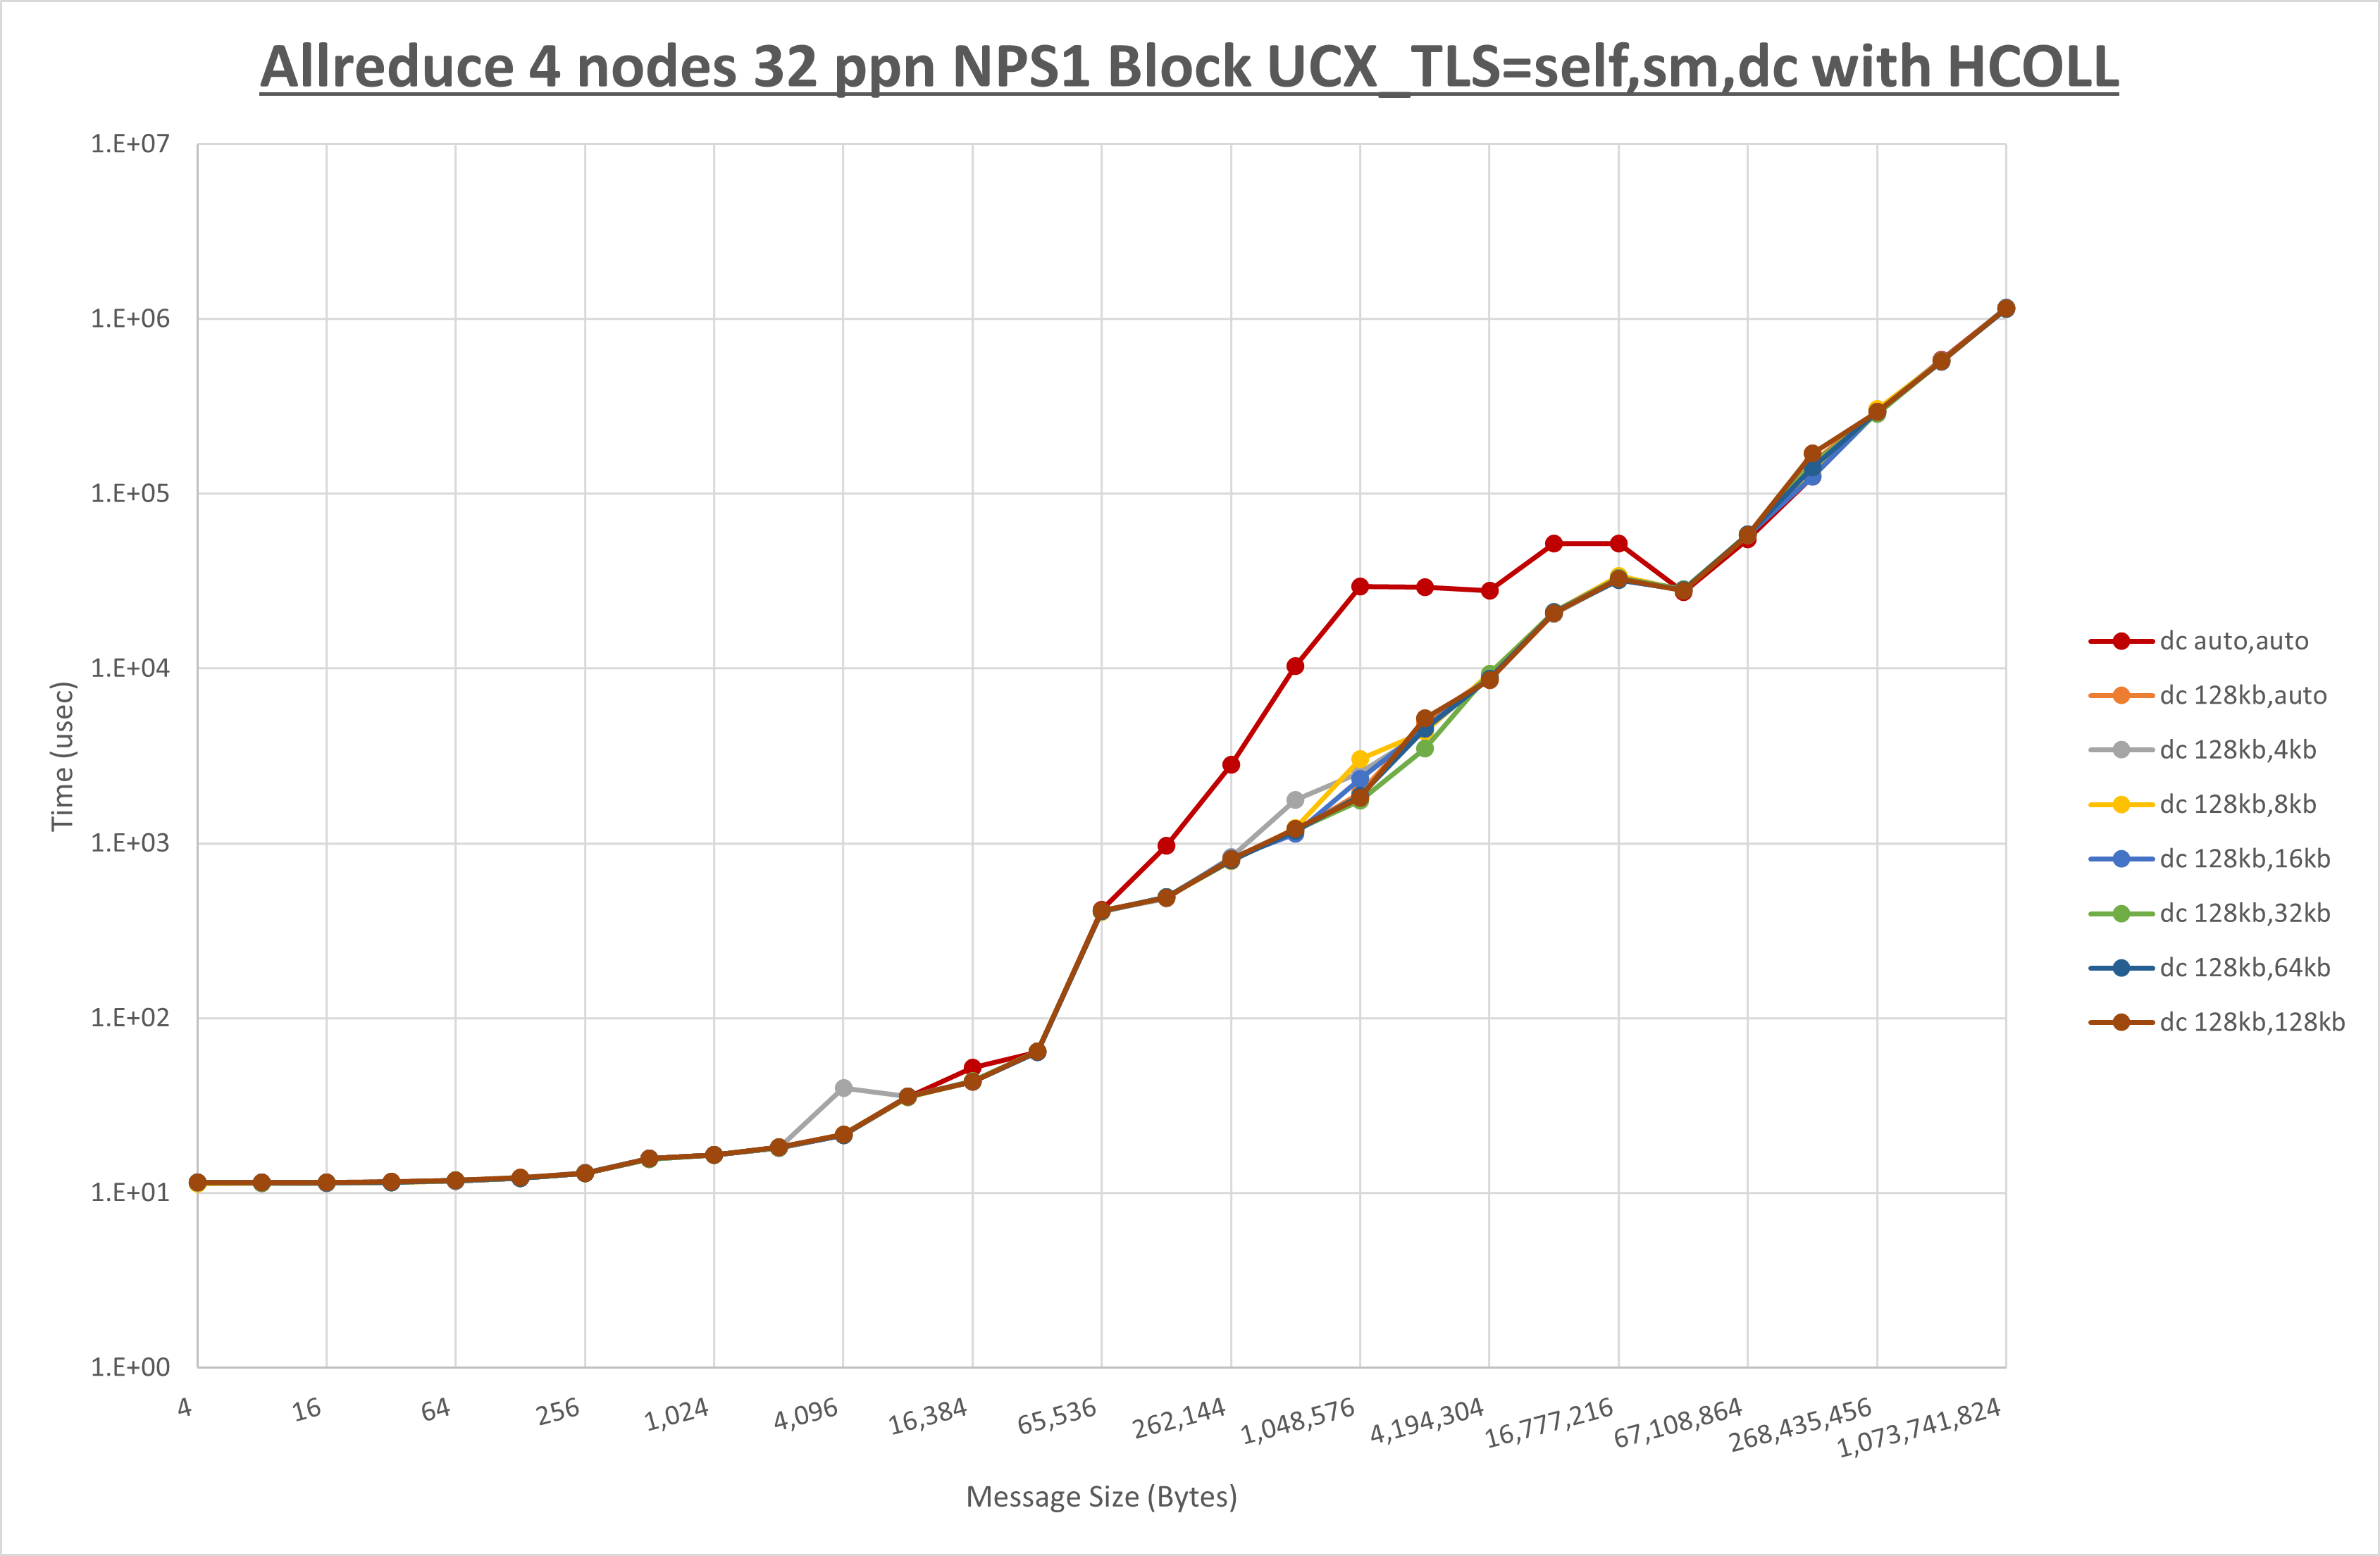 Allreduce 4 nodes 32 ppn NPS1 Block UCX_TLS=self,sm,dc with HCOLL
1.E+07
1.E+06
1.E+05
1.E+04
1.E+03
1.E+02
1.E+01
1.E+00
Time (usec)
4
16
64
256
1,024
4,096
16,384
65,536
262,144
1,048,576
4,194,304
16,777,216
67,108,864
268,435,456
1,073,741,824
Message Size (Bytes)
dc auto,auto
dc 128kb,auto
dc 128kb,4kb
dc 128kb,8kb
dc 128kb,16kb
dc 128kb,32kb
dc 128kb,64kb
dc 128kb,128kb